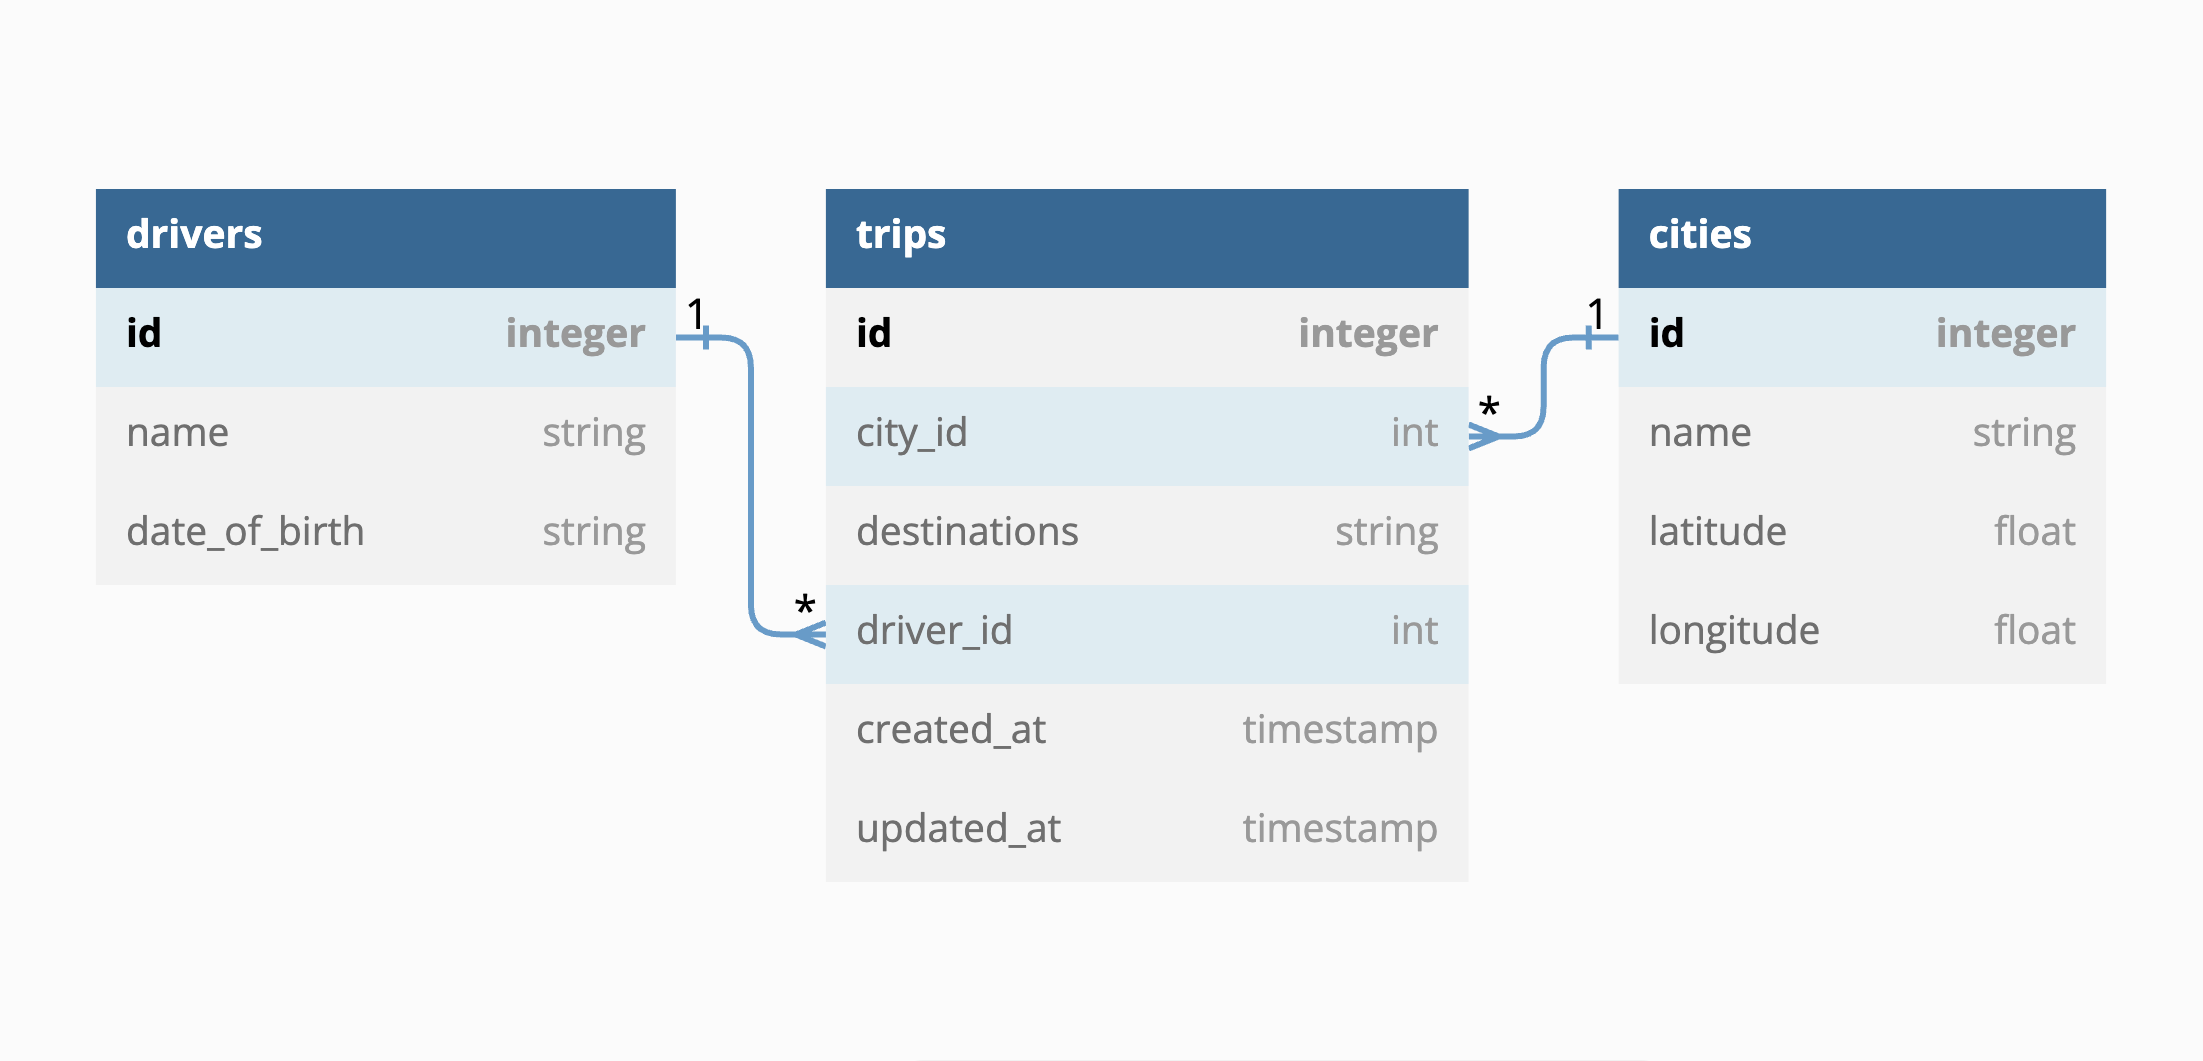 drivers
id integer
name string
date_of_birth string
1
*
trips
id integer
city_id int
destinations string
driver_id int
created_at timestamp
updated_at timestamp
*
1
cities
id integer
name string
latitude float
longitude float